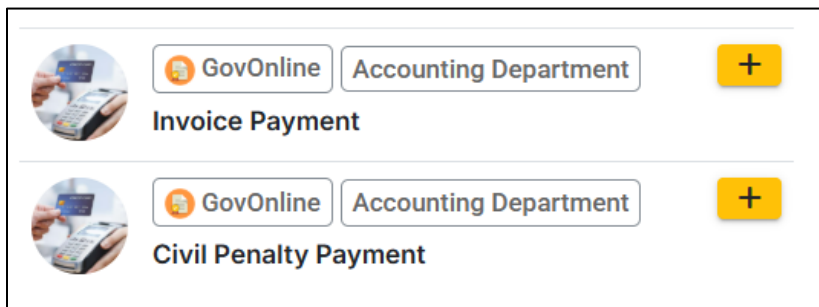 GovOnline Accounting Department +
Invoice Payment
GovOnline Accounting Department +
Civil Penalty Payment